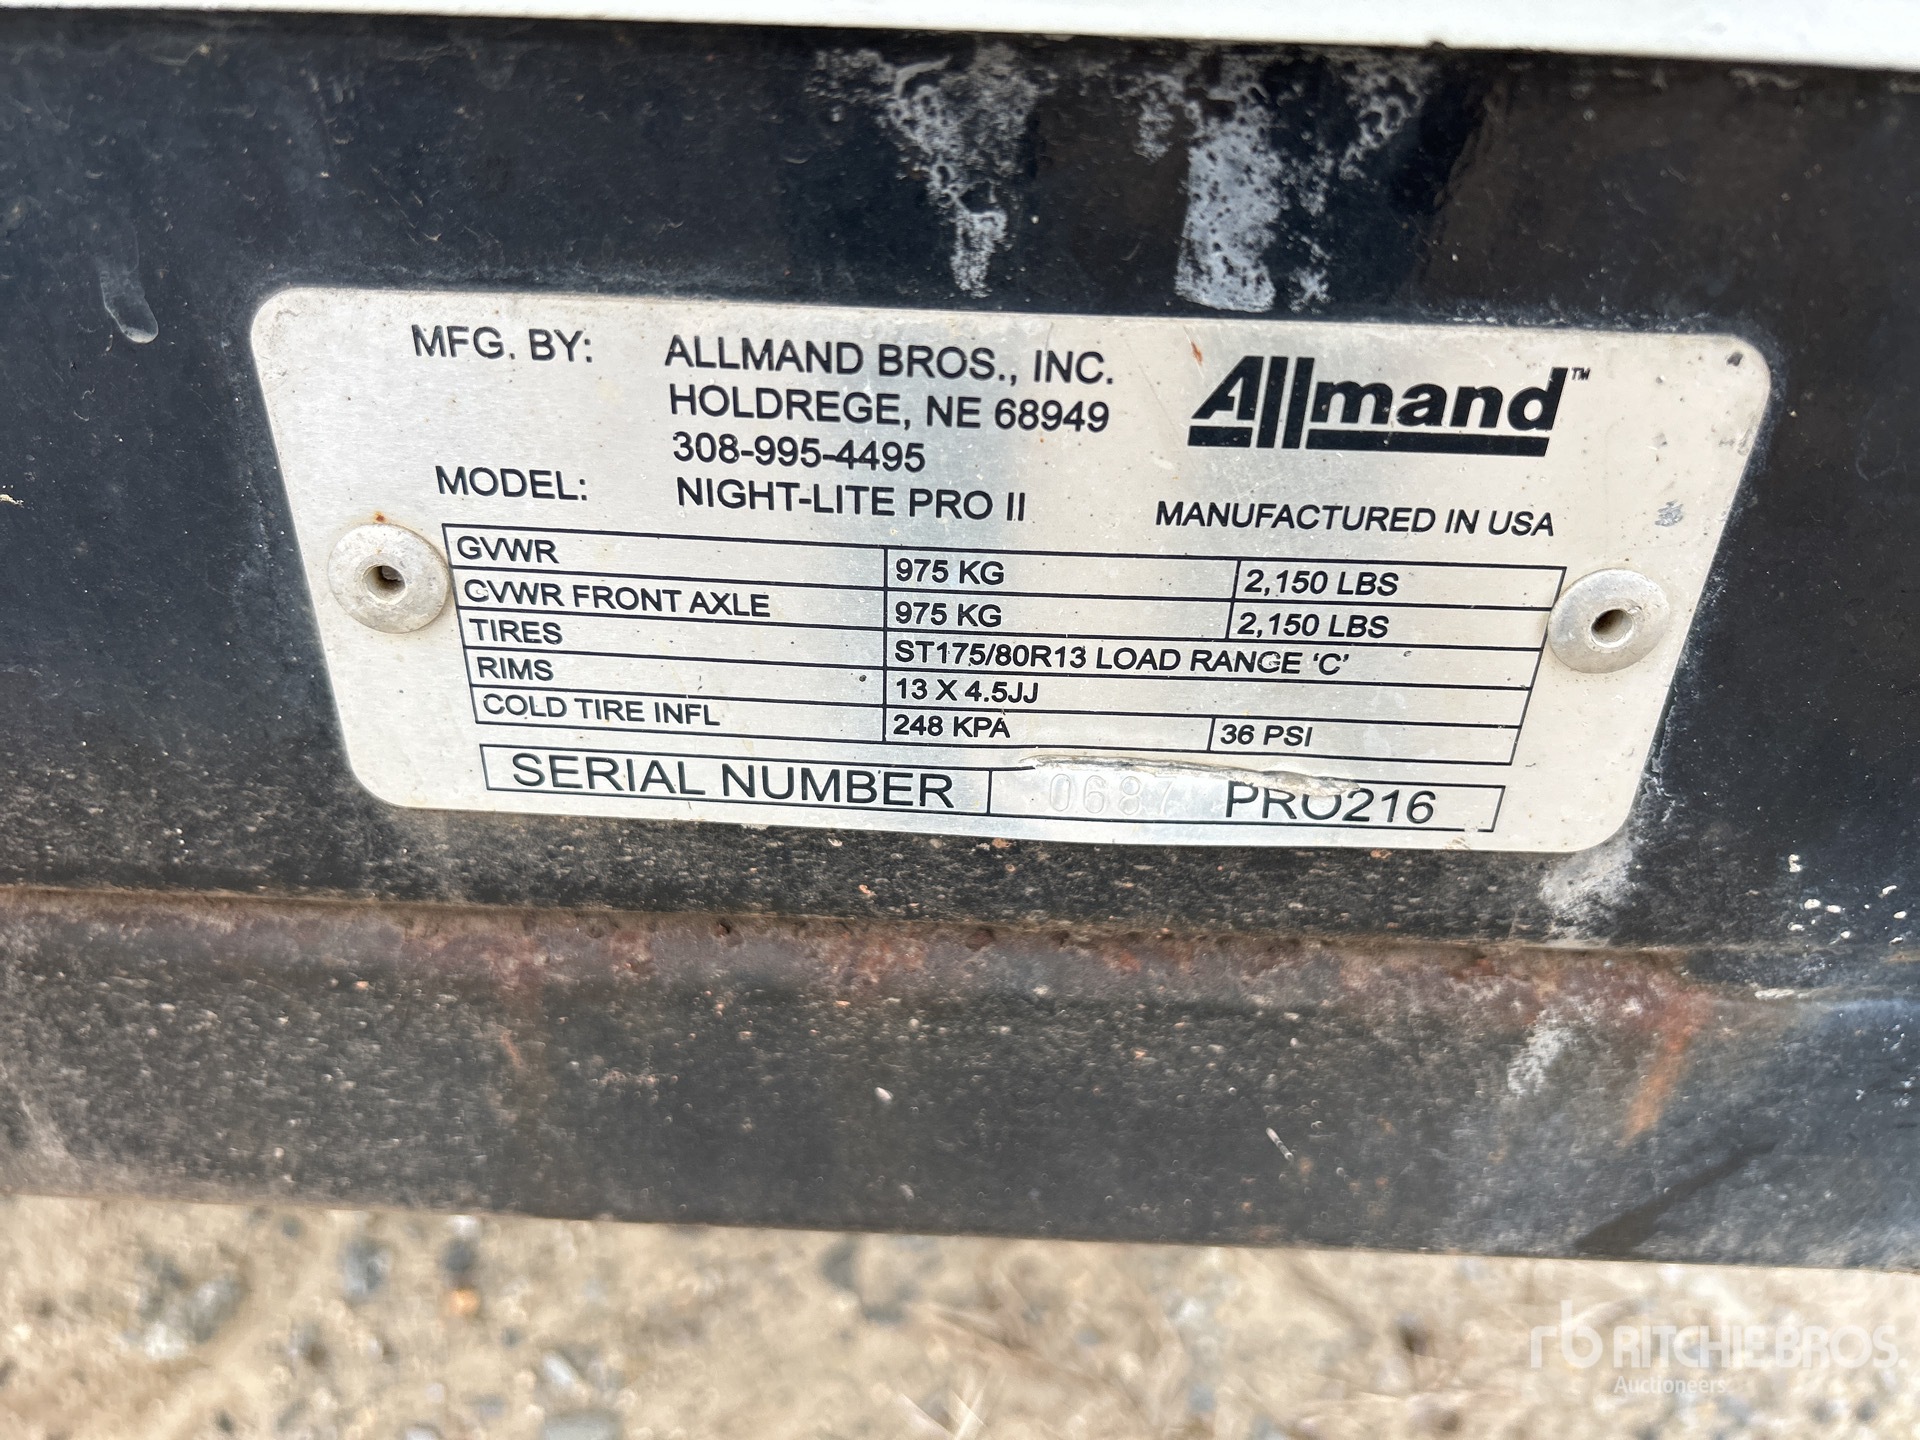 MFG. BY: ALLMAND BROS., INC.
HOLDREGE, NE 68949
308-995-4495
MODEL: NIGHT-LITE PRO II
Allmand™
MANUFACTURED IN USA
GVWR 975 KG 2,150 LBS
GVWR FRONT AXLE 975 KG 2,150 LBS
TIRES ST175/80R13 LOAD RANGE 'C'
RIMS 13 X 4.5JJ
COLD TIRE INFL 248 KPA 36 PSI
SERIAL NUMBER 0687 PRO216
rb RITCHIE BROS.
Auctioneers